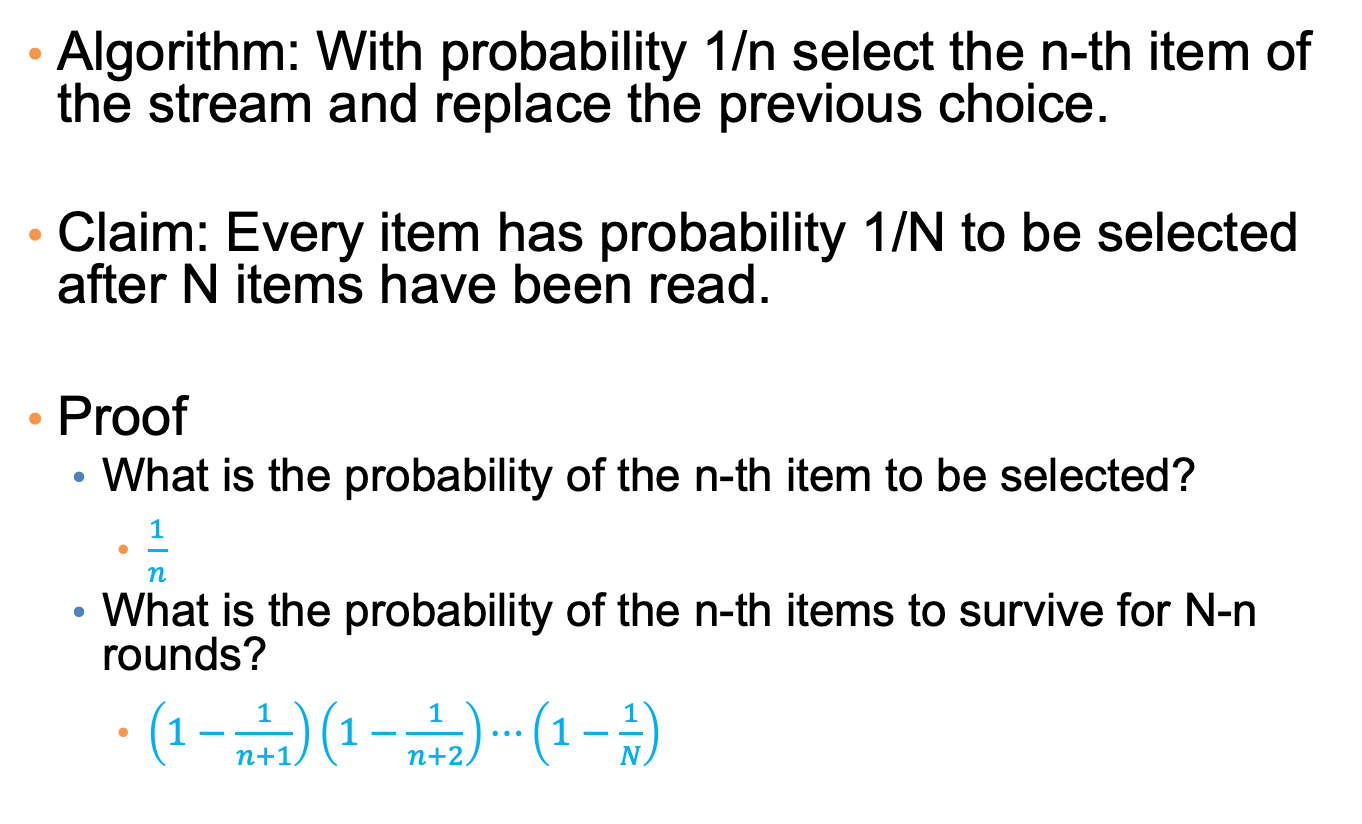 • Algorithm: With probability 1/n select the n-th item of
the stream and replace the previous choice.
• Claim: Every item has probability 1/N to be selected
after N items have been read.
• Proof
• What is the probability of the n-th item to be selected?
• 1/n
• What is the probability of the n-th items to survive for N-n
rounds?
• (1 − 1/(n+1)) (1 − 1/(n+2)) ⋯ (1 − 1/N)